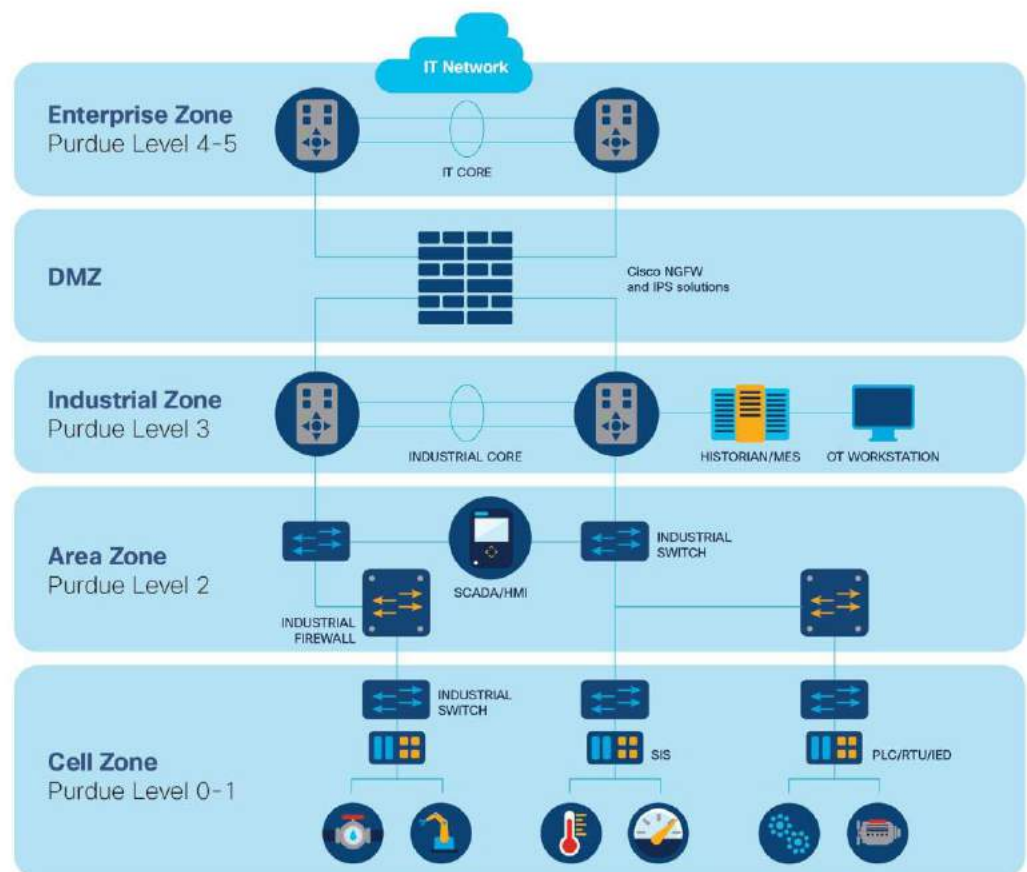 IT Network
Enterprise Zone
Purdue Level 4-5
IT CORE
DMZ
Cisco NGFW
and IPS solutions
Industrial Zone
Purdue Level 3
INDUSTRIAL CORE
HISTORIAN/MES
OT WORKSTATION
INDUSTRIAL
SWITCH
Area Zone
Purdue Level 2
SCADA/HMI
INDUSTRIAL
FIREWALL
INDUSTRIAL
SWITCH
SIS
PLC/RTU/IED
Cell Zone
Purdue Level 0-1